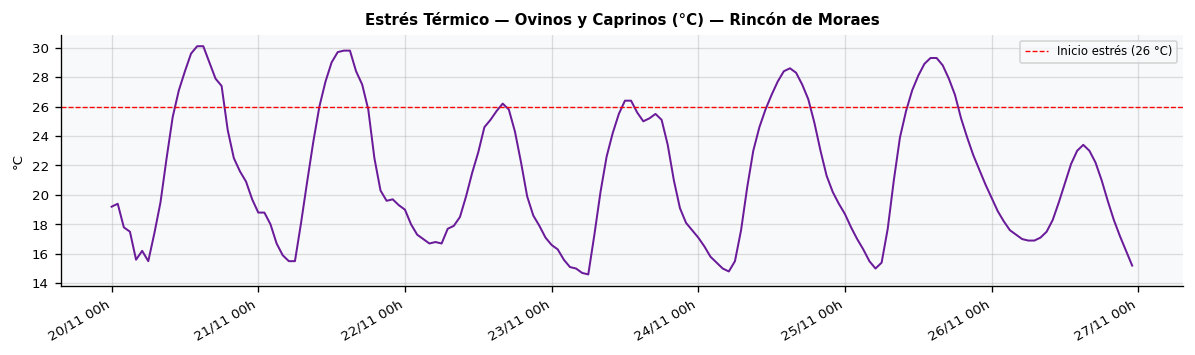 Estrés Térmico — Ovinos y Caprinos (°C) — Rincón de Moraes
Inicio estrés (26 °C)
°C
30
28
26
24
22
20
18
16
14
20/11 00h
21/11 00h
22/11 00h
23/11 00h
24/11 00h
25/11 00h
26/11 00h
27/11 00h